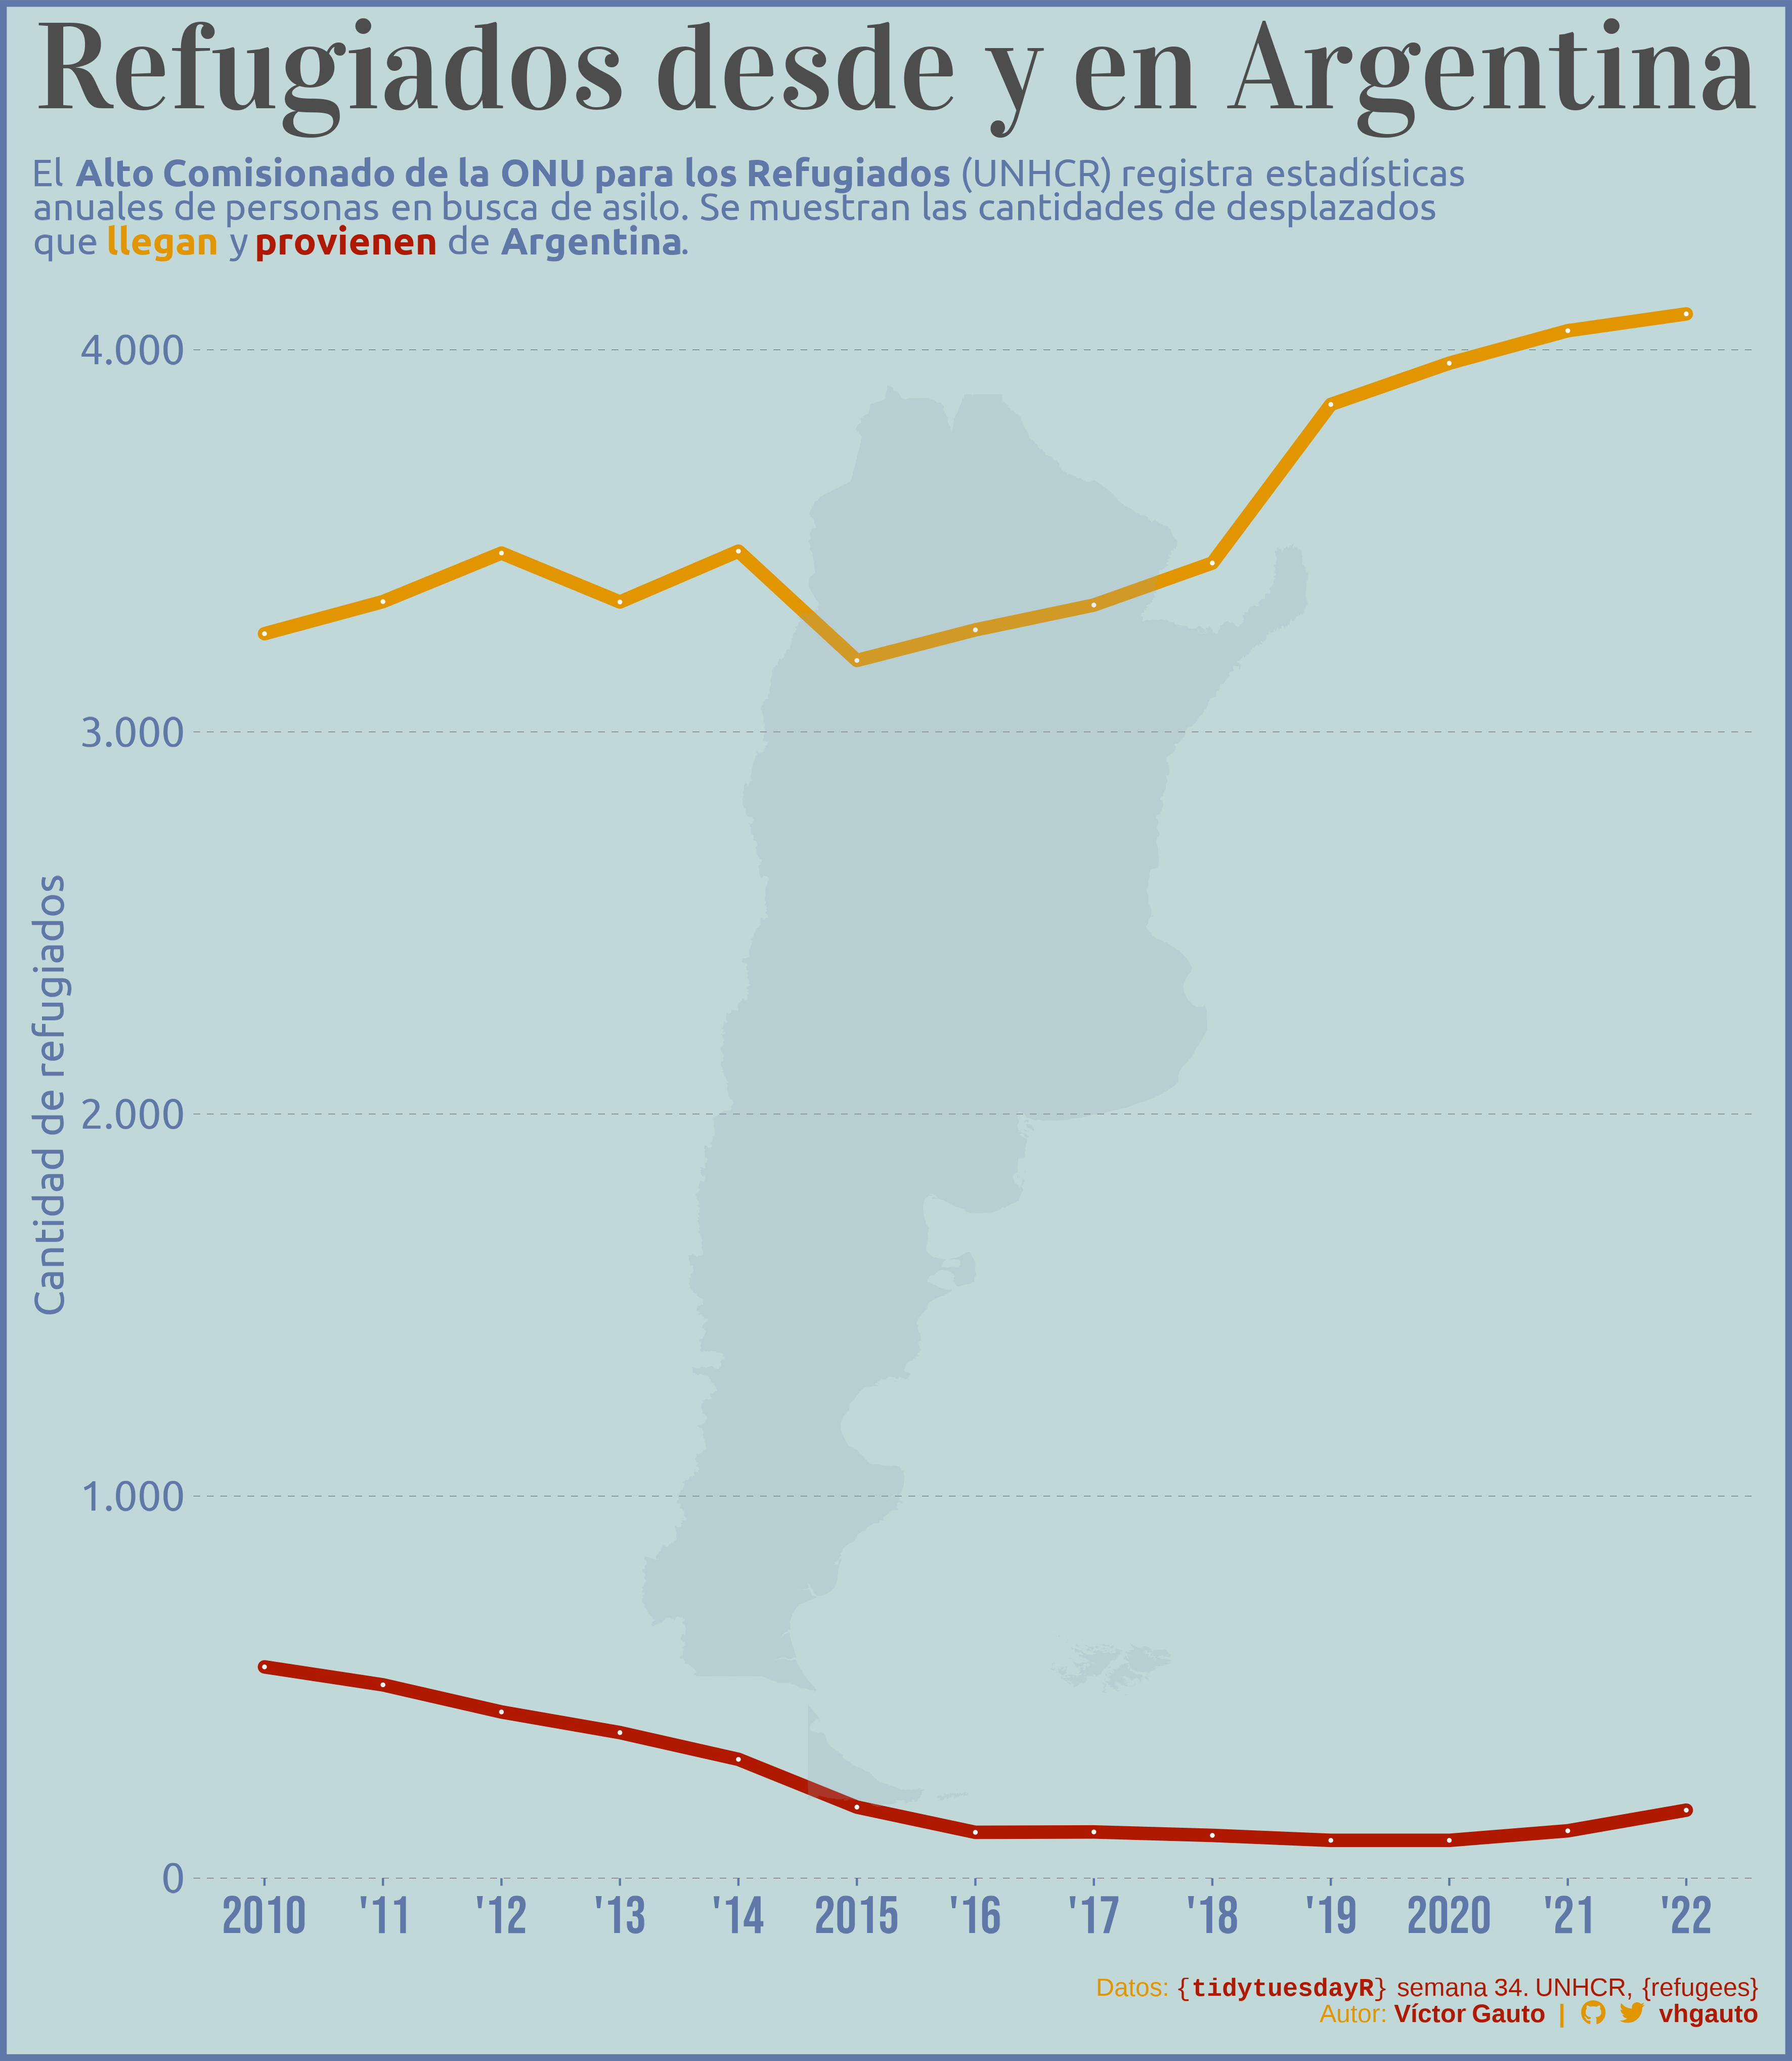 Refugiados desde y en Argentina
El Alto Comisionado de la ONU para los Refugiados (UNHCR) registra estadísticas
anuales de personas en busca de asilo. Se muestran las cantidades de desplazados
que llegan y provienen de Argentina.
Cantidad de refugiados
4.000
3.000
2.000
1.000
0
2010 '11 '12 '13 '14 2015 '16 '17 '18 '19 2020 '21 '22
Datos: {tidytuesdayR} semana 34. UNHCR, {refugees}
Autor: Víctor Gauto | vhgauto